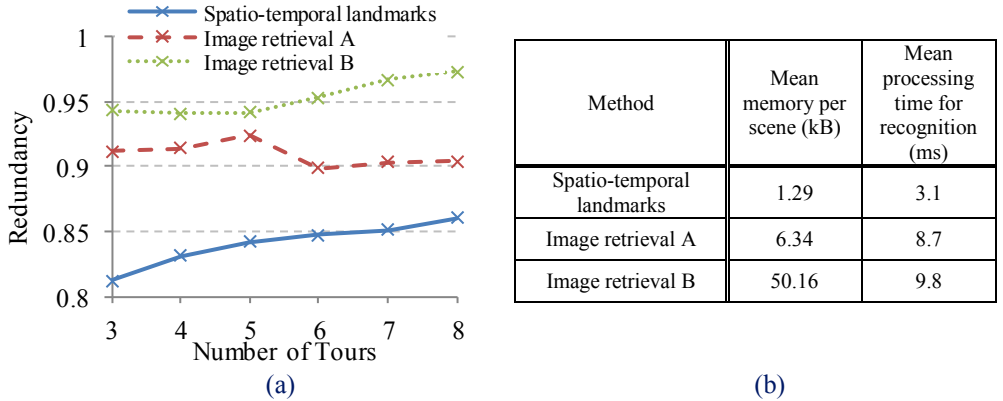 Spatio-temporal landmarks
Image retrieval A
Image retrieval B
1
0.95
0.9
0.85
0.8
Redundancy
3 4 5 6 7 8
Number of Tours
(a)
Method
Mean
memory per
scene (kB)
Mean
processing
time for
recognition
(ms)
Spatio-temporal
landmarks
1.29
3.1
Image retrieval A
6.34
8.7
Image retrieval B
50.16
9.8
(b)